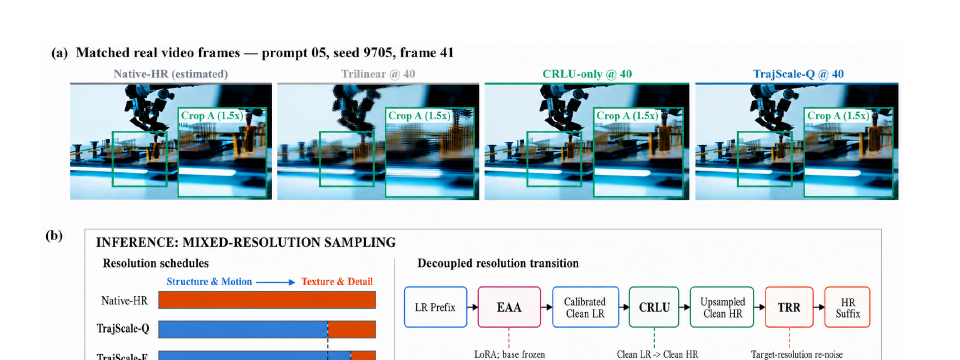 (a) Matched real video frames — prompt 05, seed 9705, frame 41
Native-HR (estimated) Trilinear @ 40 CRLU-only @ 40 TrajScale-Q @ 40
Crop A (1.5x) Crop A (1.5x) Crop A (1.5x) Crop A (1.5x)
(b)
INFERENCE: MIXED-RESOLUTION SAMPLING
Resolution schedules
Structure & Motion Texture & Detail
Native-HR
TrajScale-Q
TrajScale-F
Decoupled resolution transition
LR Prefix
EAA
Calibrated
Clean LR
CRLU
Upsampled
Clean HR
TRR
HR
Suffix
LoRA; base frozen
Clean LR -> Clean HR
Target-resolution re-noise